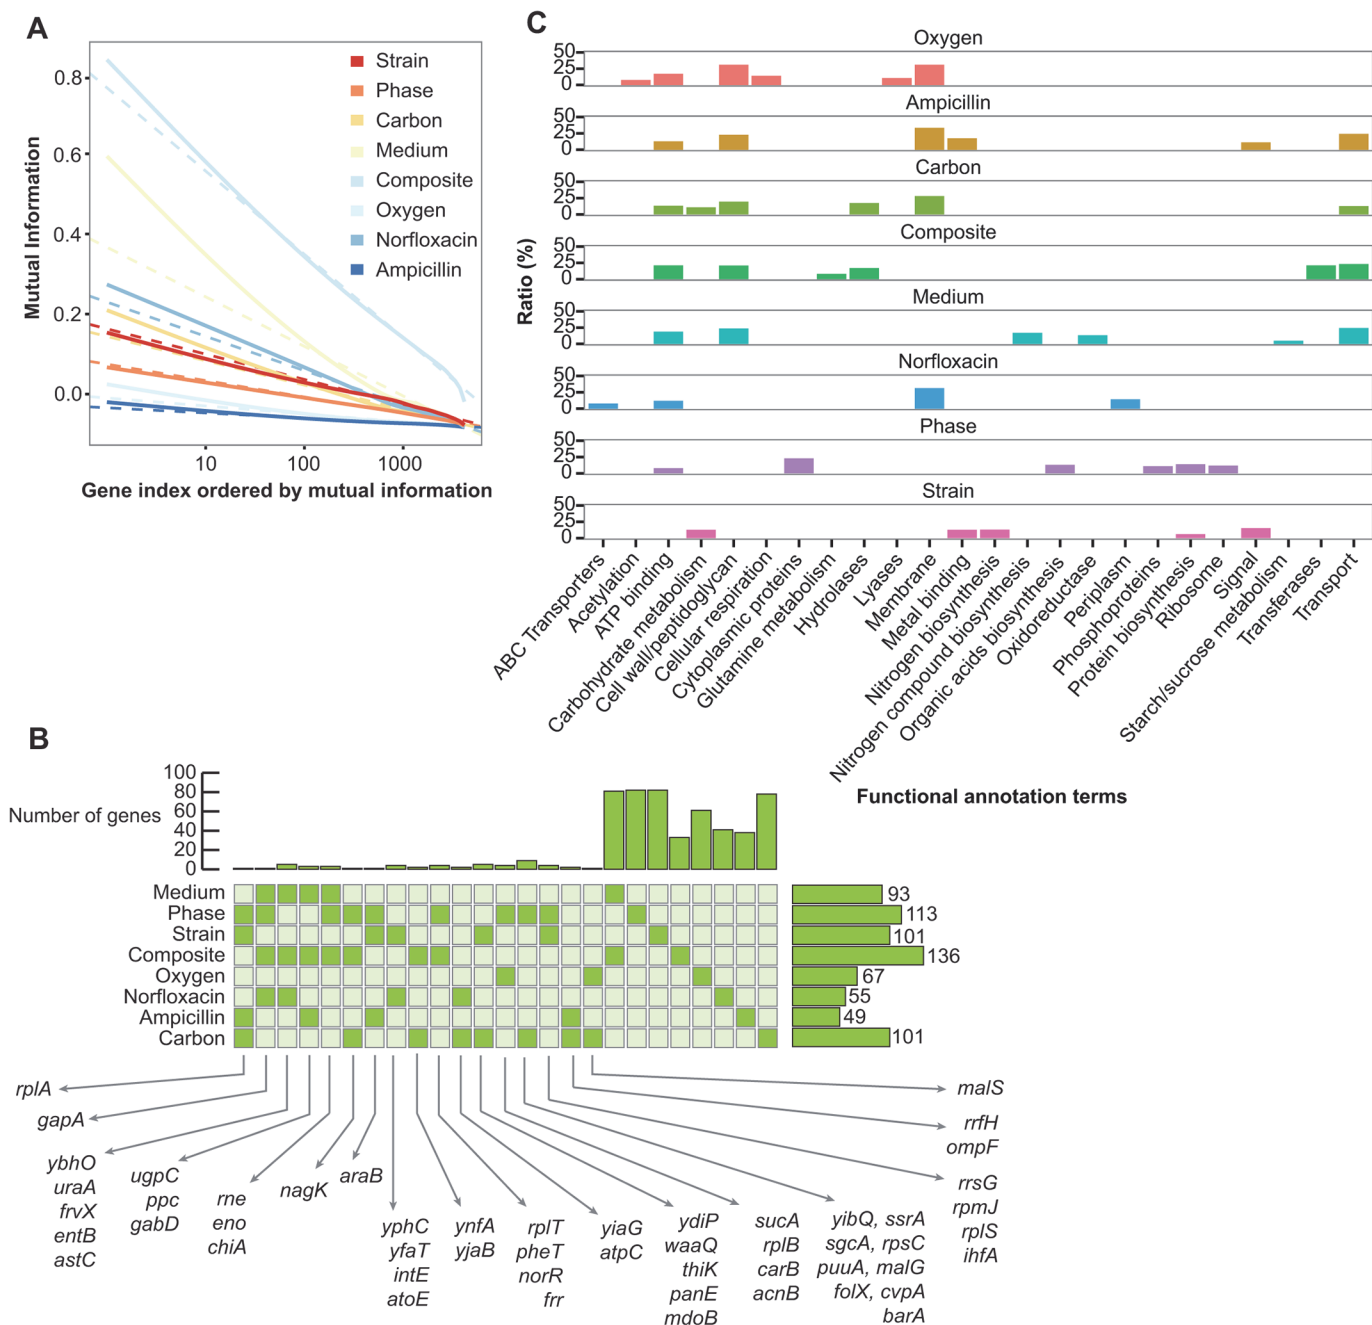 A
0.8
0.6
0.4
0.2
0.0
Mutual Information
Strain
Phase
Carbon
Medium
Composite
Oxygen
Norfloxacin
Ampicillin
10
100
1000
Gene index ordered by mutual information
C
Ratio (%)
Oxygen
50
25
0
Ampicillin
50
25
0
Carbon
50
25
0
Composite
50
25
0
Medium
50
25
0
Norfloxacin
50
25
0
Phase
50
25
0
Strain
50
25
0
ABC Transporters
Acetylation
ATP binding
Carbohydrate metabolism
Cell wall/peptidoglycan
Cellular respiration
Cytoplasmic proteins
Glutamine metabolism
Hydrolases
Lyases
Membrane
Metal binding
Nitrogen biosynthesis
Nitrogen compound biosynthesis
Organic acids biosynthesis
Oxidoreductase
Periplasm
Phosphoproteins
Protein biosynthesis
Ribosome
Signal
Starch/sucrose metabolism
Transferases
Transport
Functional annotation terms
B
100
80
60
40
20
0
Number of genes
Medium
93
Phase
113
Strain
101
Composite
136
Oxygen
67
Norfloxacin
55
Ampicillin
49
Carbon
101
rplA
gapA
ybhO
uraA
frvX
entB
astC
ugpC
ppc
gabD
rne
eno
chiA
nagK
araB
yphC
yfaT
intE
atoE
ynfA
yjaB
rplT
pheT
norR
frr
yiaG
atpC
ydiP
waaQ
thiK
panE
mdoB
sucA
rplB
carB
acnB
yibQ, ssrA
sgcA, rpsC
puuA, malG
folX, cvpA
barA
rrsG
rpmJ
rplS
ihfA
rrfH
ompF
malS